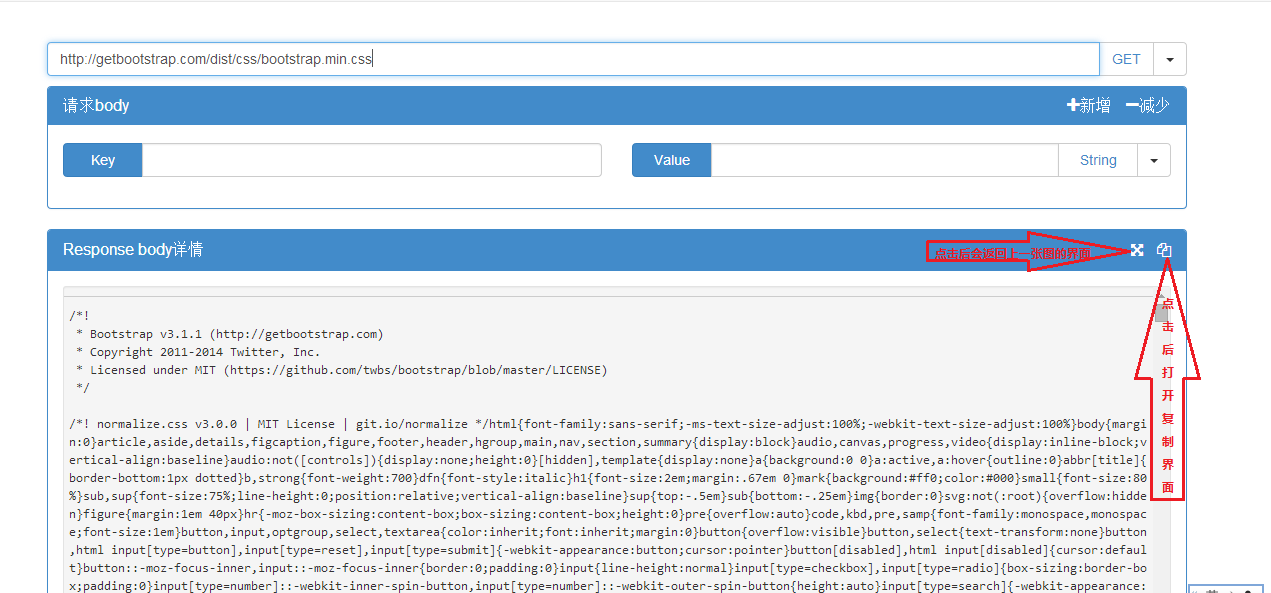 http://getbootstrap.com/dist/css/bootstrap.min.css GET
请求body 新增 减少
Key Value String
Response body详情 点击后会返回上一张图的界面
点击后打开复制界面
/*!
 * Bootstrap v3.1.1 (http://getbootstrap.com)
 * Copyright 2011-2014 Twitter, Inc.
 * Licensed under MIT (https://github.com/twbs/bootstrap/blob/master/LICENSE)
 */
/*! normalize.css v3.0.0 | MIT License | git.io/normalize */html{font-family:sans-serif;-ms-text-size-adjust:100%;-webkit-text-size-adjust:100%}body{margi
n:0}article,aside,details,figcaption,figure,footer,header,hgroup,main,nav,section,summary{display:block}audio,canvas,progress,video{display:inline-block;v
ertical-align:baseline}audio:not([controls]){display:none;height:0}[hidden],template{display:none}a{background:0 0}a:active,a:hover{outline:0}abbr[title]{
border-bottom:1px dotted}b,strong{font-weight:700}dfn{font-style:italic}h1{font-size:2em;margin:.67em 0}mark{background:#ff0;color:#000}small{font-size:80
%}sub,sup{font-size:75%;line-height:0;position:relative;vertical-align:baseline}sup{top:-.5em}sub{bottom:-.25em}img{border:0}svg:not(:root){overflow:hidde
n}figure{margin:1em 40px}hr{-moz-box-sizing:content-box;box-sizing:content-box;height:0}pre{overflow:auto}code,kbd,pre,samp{font-family:monospace,monospac
e;font-size:1em}button,input,optgroup,select,textarea{color:inherit;font:inherit;margin:0}button{overflow:visible}button,select{text-transform:none}button
,html input[type=button],input[type=reset],input[type=submit]{-webkit-appearance:button;cursor:pointer}button[disabled],html input[disabled]{cursor:defaul
t}button::-moz-focus-inner,input::-moz-focus-inner{border:0;padding:0}input{line-height:normal}input[type=checkbox],input[type=radio]{box-sizing:border-bo
x;padding:0}input[type=number]::-webkit-inner-spin-button,input[type=number]::-webkit-outer-spin-button{height:auto}input[type=search]{-webkit-appearance: